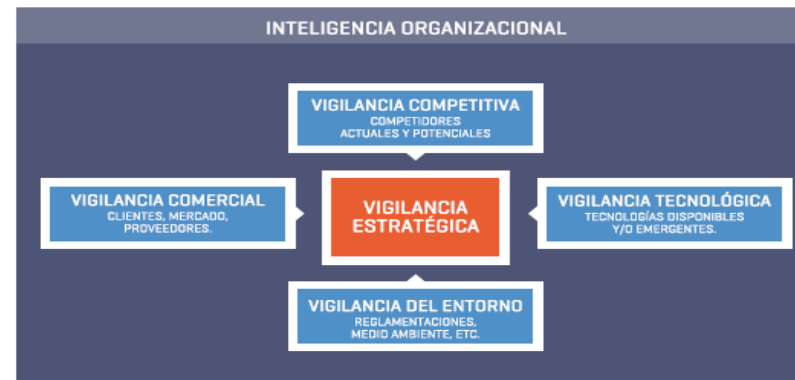 INTELIGENCIA ORGANIZACIONAL
VIGILANCIA COMPETITIVA
COMPETIDORES
ACTUALES Y POTENCIALES
VIGILANCIA COMERCIAL
CLIENTES, MERCADO,
PROVEEDORES.
VIGILANCIA
ESTRATÉGICA
VIGILANCIA TECNOLÓGICA
TECNOLOGÍAS DISPONIBLES
Y/O EMERGENTES.
VIGILANCIA DEL ENTORNO
REGLAMENTACIONES,
MEDIO AMBIENTE, ETC.